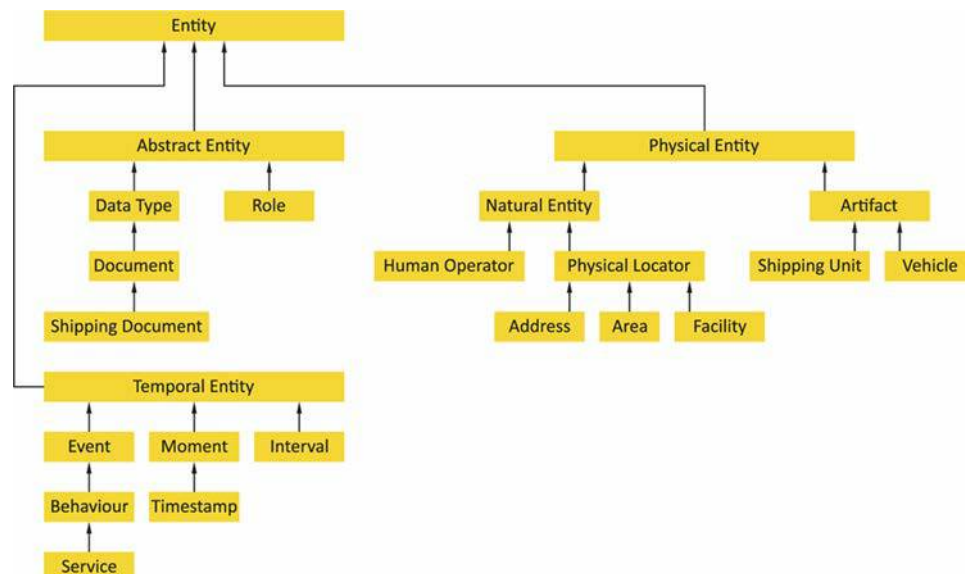 Entity
Abstract Entity
Physical Entity
Data Type
Role
Natural Entity
Artifact
Document
Human Operator
Physical Locator
Shipping Unit
Vehicle
Shipping Document
Address
Area
Facility
Temporal Entity
Event
Moment
Interval
Behaviour
Timestamp
Service